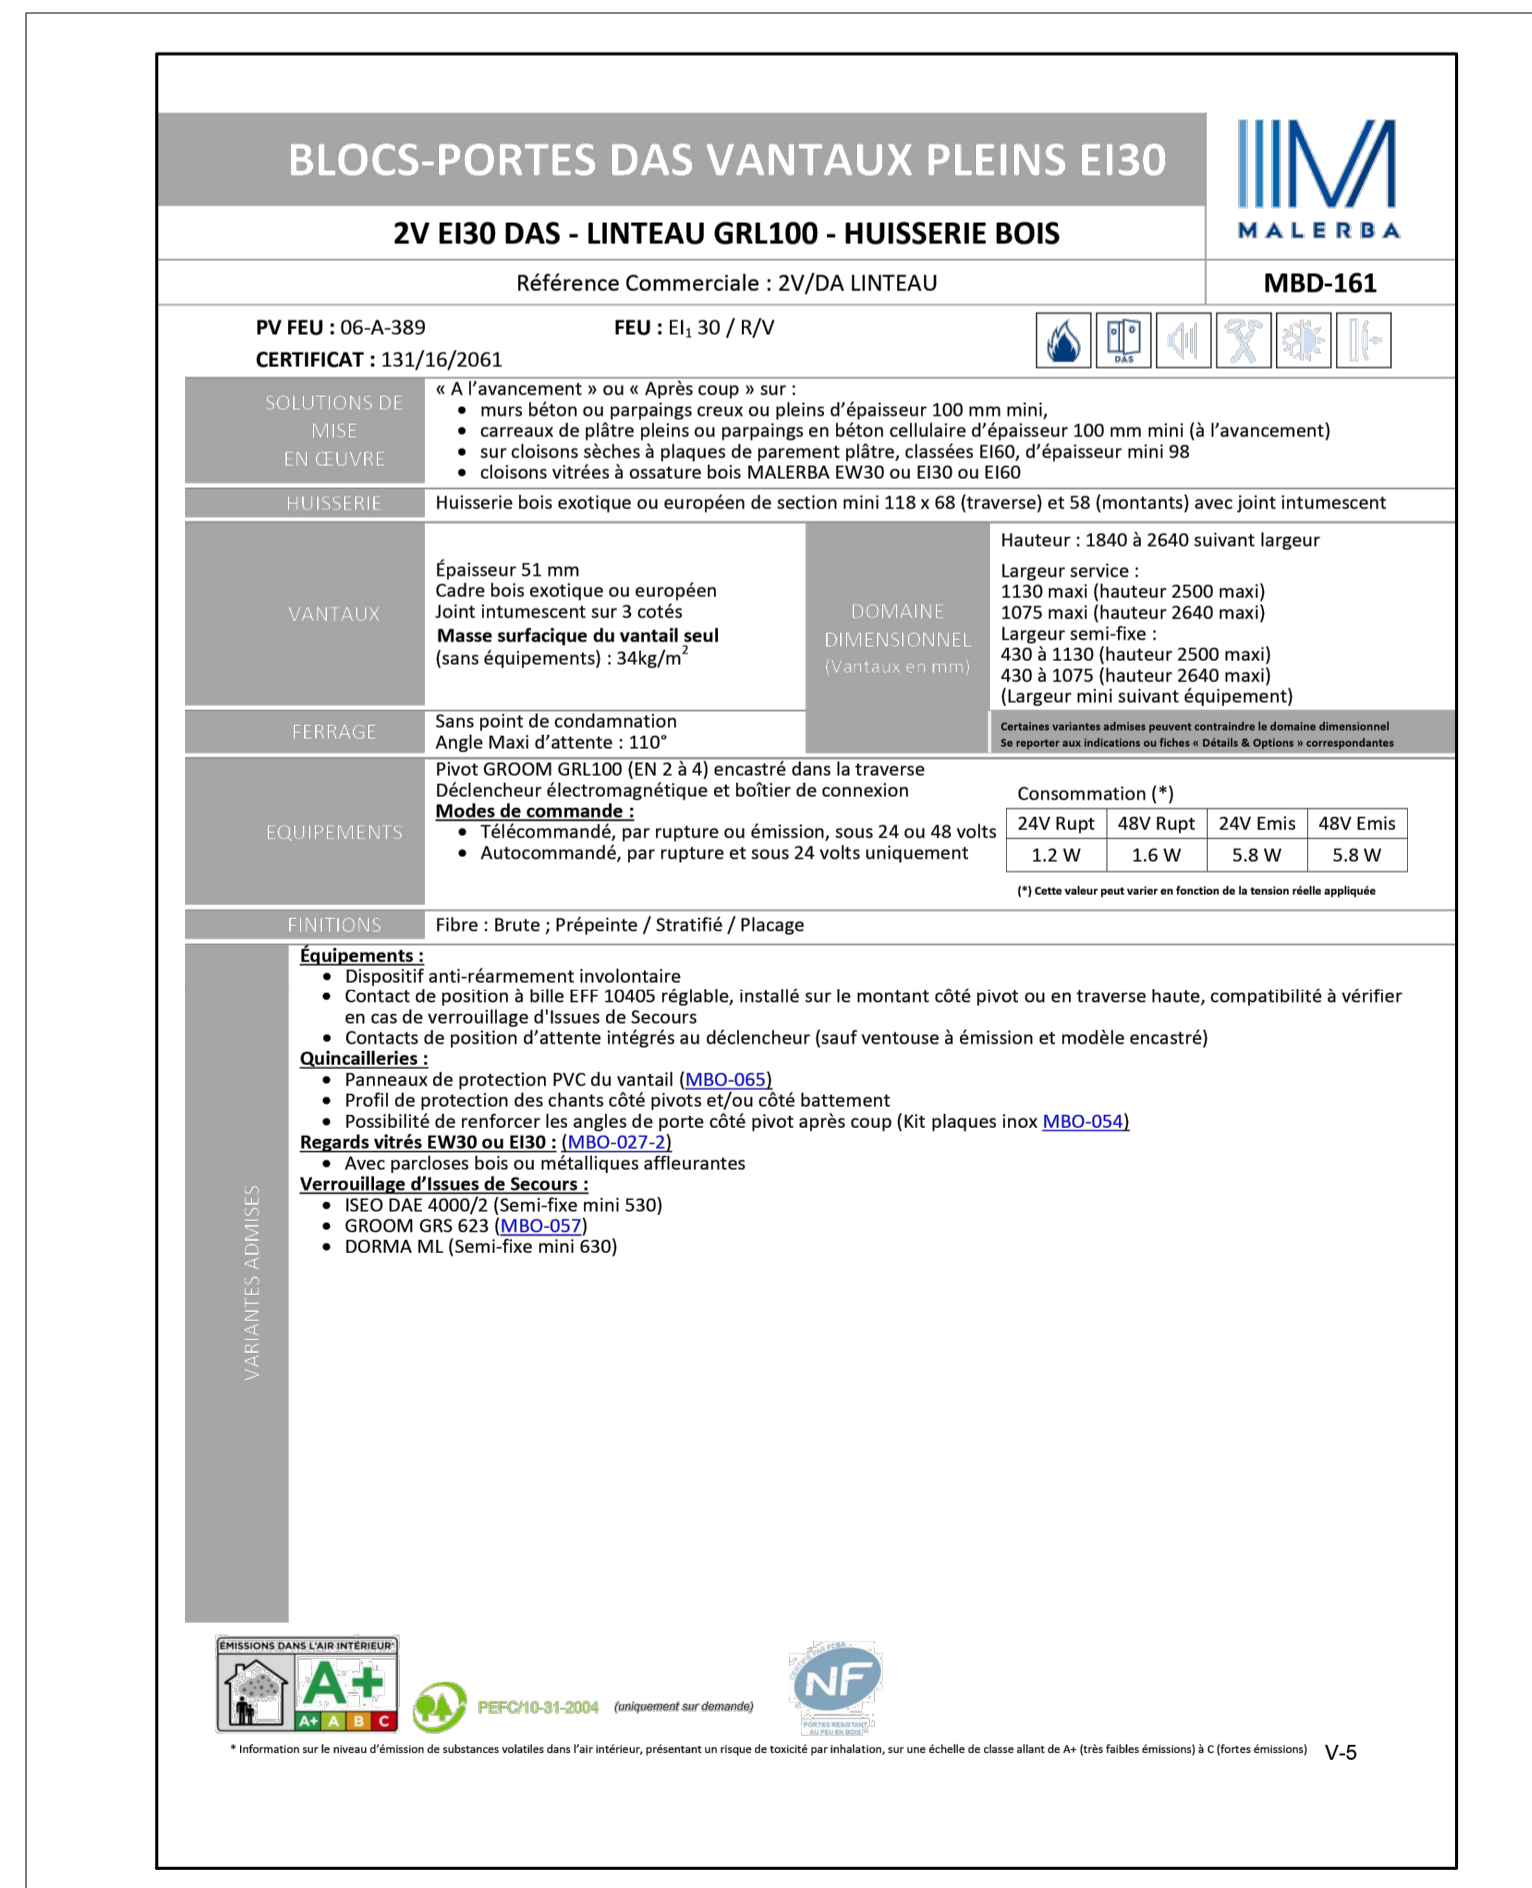 BLOCS-PORTES DAS VANTAUX PLEINS EI30
MALERBA
2V EI30 DAS - LINTEAU GRL100 - HUISSERIE BOIS
Référence Commerciale : 2V/DA LINTEAU
MBD-161
PV FEU : 06-A-389
FEU : EI1 30 / R/V
CERTIFICAT : 131/16/2061
DAS
SOLUTIONS DE
MISE
EN ŒUVRE
« A l’avancement » ou « Après coup » sur :
• murs béton ou parpaings creux ou pleins d’épaisseur 100 mm mini,
• carreaux de plâtre pleins ou parpaings en béton cellulaire d’épaisseur 100 mm mini (à l’avancement)
• sur cloisons sèches à plaques de parement plâtre, classées EI60, d’épaisseur mini 98
• cloisons vitrées à ossature bois MALERBA EW30 ou EI30 ou EI60
HUISSERIE
Huisserie bois exotique ou européen de section mini 118 x 68 (traverse) et 58 (montants) avec joint intumescent
VANTAUX
Épaisseur 51 mm
Cadre bois exotique ou européen
Joint intumescent sur 3 cotés
Masse surfacique du vantail seul
(sans équipements) : 34kg/m2
DOMAINE
DIMENSIONNEL
(Vantaux en mm)
Hauteur : 1840 à 2640 suivant largeur
Largeur service :
1130 maxi (hauteur 2500 maxi)
1075 maxi (hauteur 2640 maxi)
Largeur semi-fixe :
430 à 1130 (hauteur 2500 maxi)
430 à 1075 (hauteur 2640 maxi)
(Largeur mini suivant équipement)
FERRAGE
Sans point de condamnation
Angle Maxi d’attente : 110°
Certaines variantes admises peuvent contraindre le domaine dimensionnel
Se reporter aux indications ou fiches « Détails & Options » correspondantes
EQUIPEMENTS
Pivot GROOM GRL100 (EN 2 à 4) encastré dans la traverse
Déclencheur électromagnétique et boîtier de connexion
Modes de commande :
• Télécommandé, par rupture ou émission, sous 24 ou 48 volts
• Autocommandé, par rupture et sous 24 volts uniquement
Consommation (*)
24V Rupt 48V Rupt 24V Emis 48V Emis
1.2 W 1.6 W 5.8 W 5.8 W
(*) Cette valeur peut varier en fonction de la tension réelle appliquée
FINITIONS
Fibre : Brute ; Prépeinte / Stratifié / Placage
VARIANTES ADMISES
Équipements :
• Dispositif anti-réarmement involontaire
• Contact de position à bille EFF 10405 réglable, installé sur le montant côté pivot ou en traverse haute, compatibilité à vérifier
en cas de verrouillage d'Issues de Secours
• Contacts de position d’attente intégrés au déclencheur (sauf ventouse à émission et modèle encastré)
Quincailleries :
• Panneaux de protection PVC du vantail (MBO-065)
• Profil de protection des chants côté pivots et/ou côté battement
• Possibilité de renforcer les angles de porte côté pivot après coup (Kit plaques inox MBO-054)
Regards vitrés EW30 ou EI30 : (MBO-027-2)
• Avec parcloses bois ou métalliques affleurantes
Verrouillage d’Issues de Secours :
• ISEO DAE 4000/2 (Semi-fixe mini 530)
• GROOM GRS 623 (MBO-057)
• DORMA ML (Semi-fixe mini 630)
ÉMISSIONS DANS L'AIR INTÉRIEUR*
A+
A+ A B C
PEFC/10-31-2004 (uniquement sur demande)
CERTIFIÉ PAR FCBA
NF
PORTES RESISTANT
AU FEU EN BOIS
* Information sur le niveau d’émission de substances volatiles dans l’air intérieur, présentant un risque de toxicité par inhalation, sur une échelle de classe allant de A+ (très faibles émissions) à C (fortes émissions)
V-5